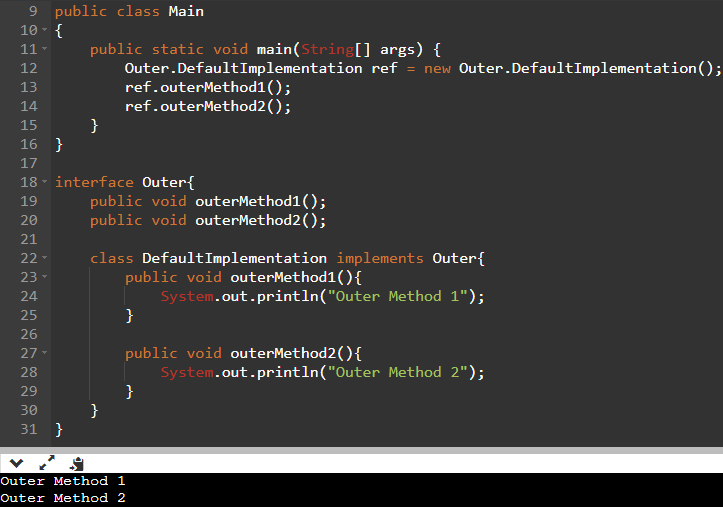 9 public class Main
10 {
11     public static void main(String[] args) {
12         Outer.DefaultImplementation ref = new Outer.DefaultImplementation();
13         ref.outerMethod1();
14         ref.outerMethod2();
15     }
16 }
17
18 interface Outer{
19     public void outerMethod1();
20     public void outerMethod2();
21
22     class DefaultImplementation implements Outer{
23         public void outerMethod1(){
24             System.out.println("Outer Method 1");
25         }
26
27         public void outerMethod2(){
28             System.out.println("Outer Method 2");
29         }
30     }
31 }
Outer Method 1
Outer Method 2